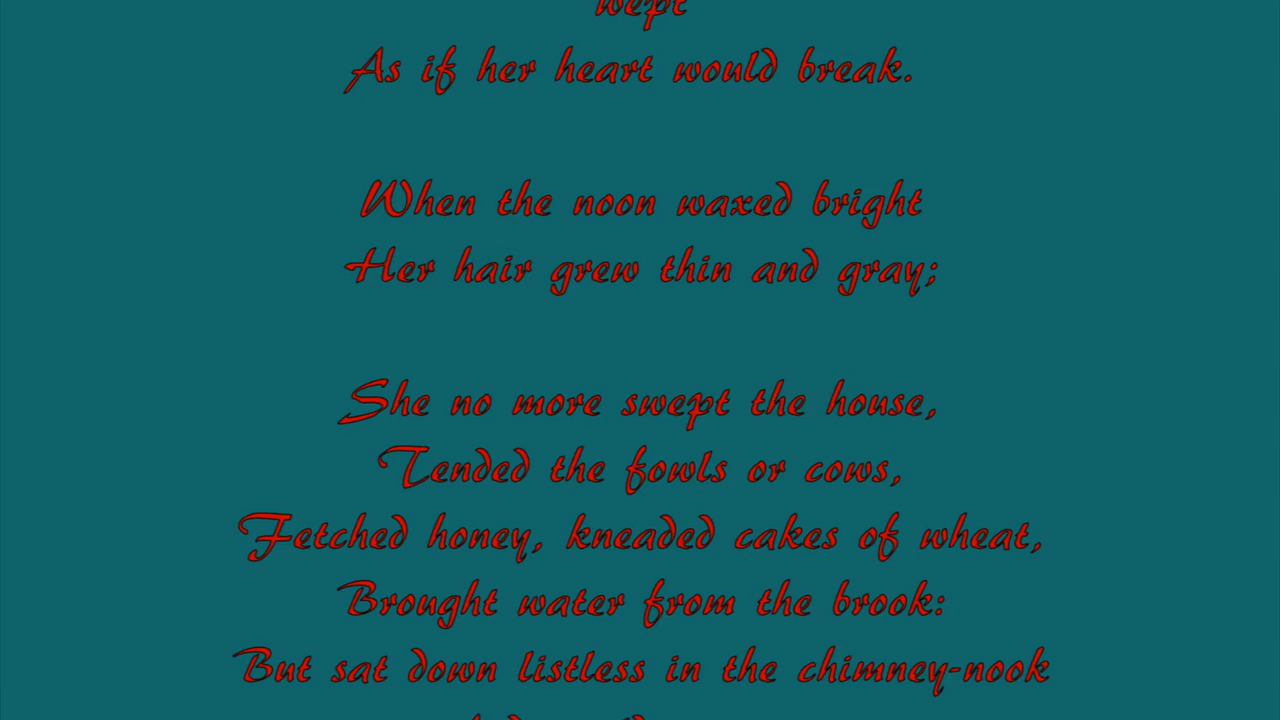 wept
As if her heart would break.
When the noon waxed bright
Her hair grew thin and gray;
She no more swept the house,
Tended the fowls or cows,
Fetched honey, kneaded cakes of wheat,
Brought water from the brook:
But sat down listless in the chimney-nook